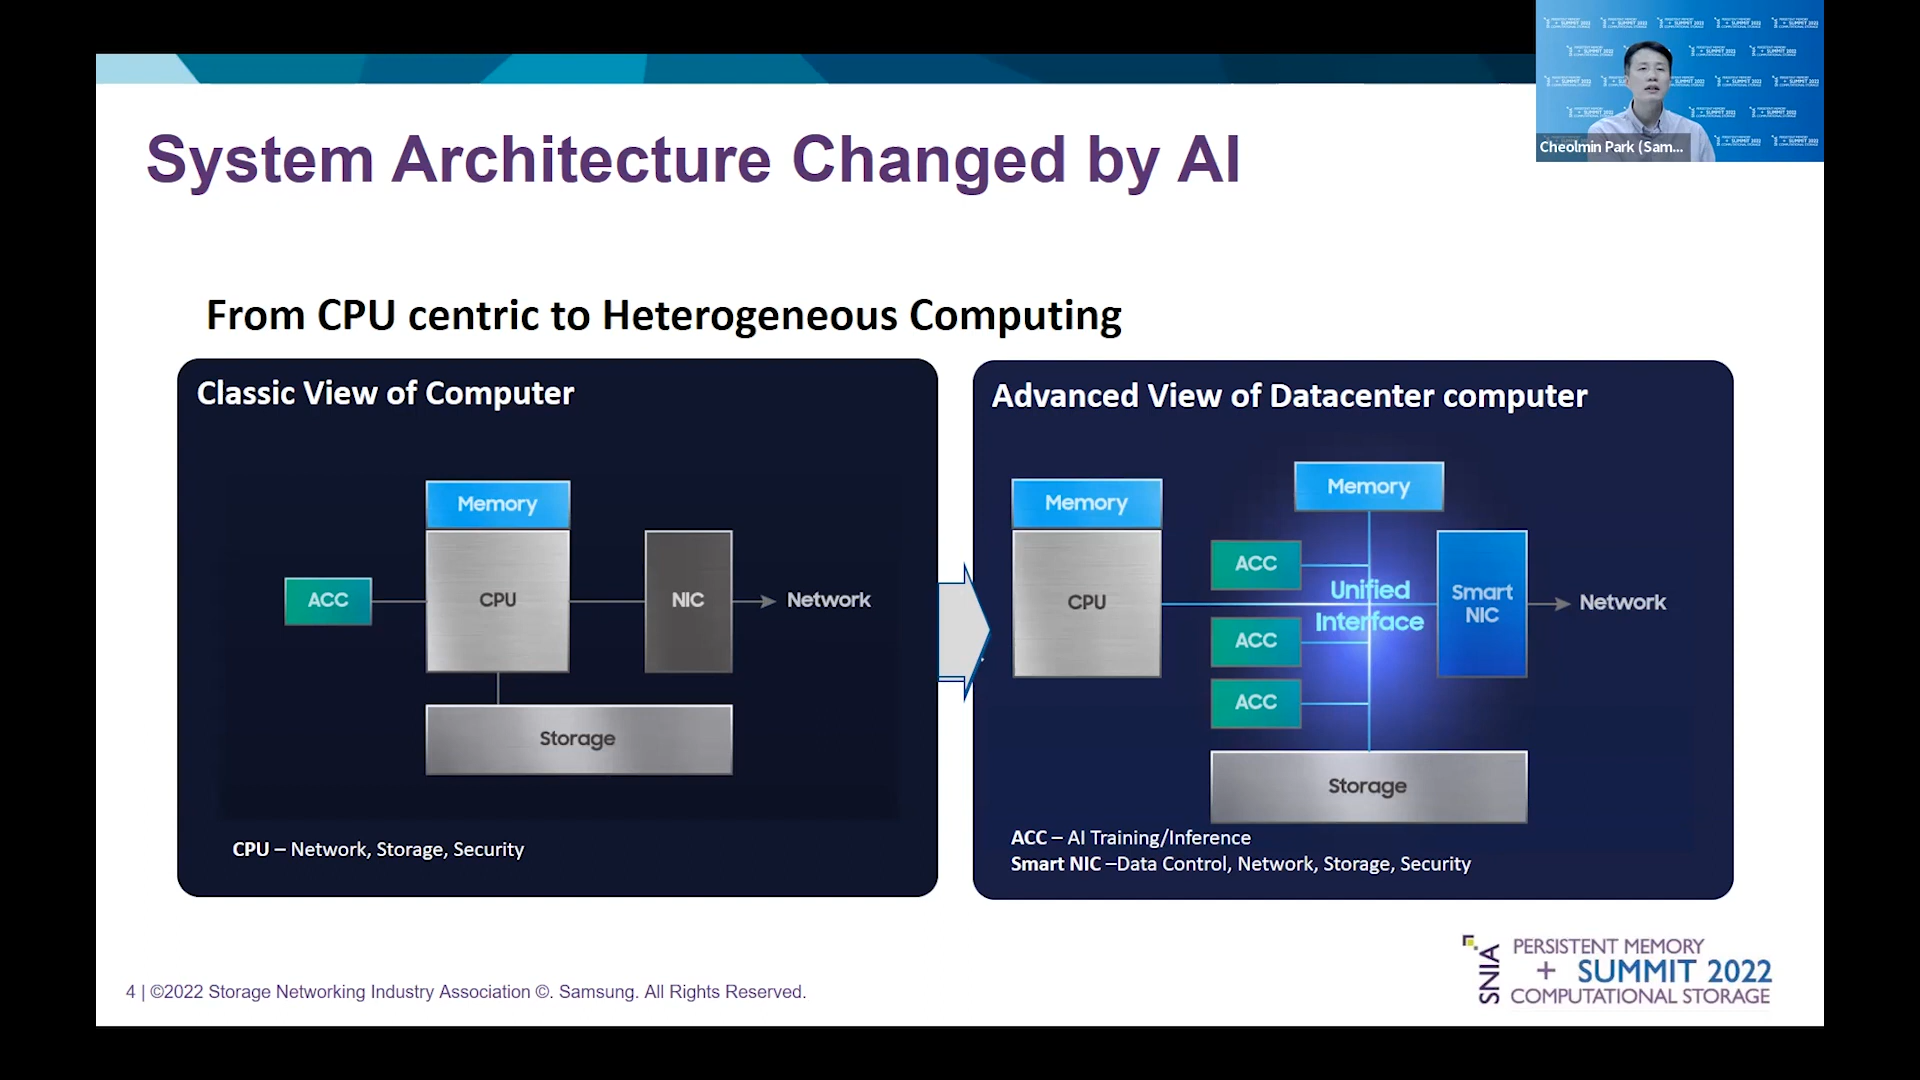 System Architecture Changed by AI
Cheolmin Park (Sam...
From CPU centric to Heterogeneous Computing
Classic View of Computer
Memory
ACC
CPU
NIC
Network
Storage
CPU – Network, Storage, Security
Advanced View of Datacenter computer
Memory
Memory
CPU
ACC
ACC
ACC
Unified
Interface
Smart
NIC
Network
Storage
ACC – AI Training/Inference
Smart NIC –Data Control, Network, Storage, Security
4 | ©2022 Storage Networking Industry Association ©. Samsung. All Rights Reserved.
SNIA
PERSISTENT MEMORY
+ SUMMIT 2022
COMPUTATIONAL STORAGE